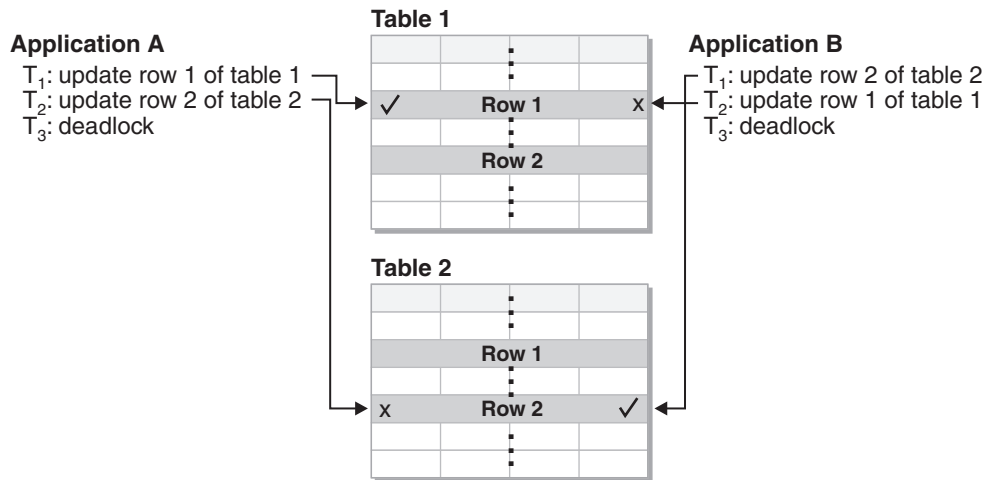 Table 1
Application A
T₁: update row 1 of table 1
T₂: update row 2 of table 2
T₃: deadlock
Application B
T₁: update row 2 of table 2
T₂: update row 1 of table 1
T₃: deadlock
✓ Row 1 x
Row 2
Table 2
Row 1
x Row 2 ✓